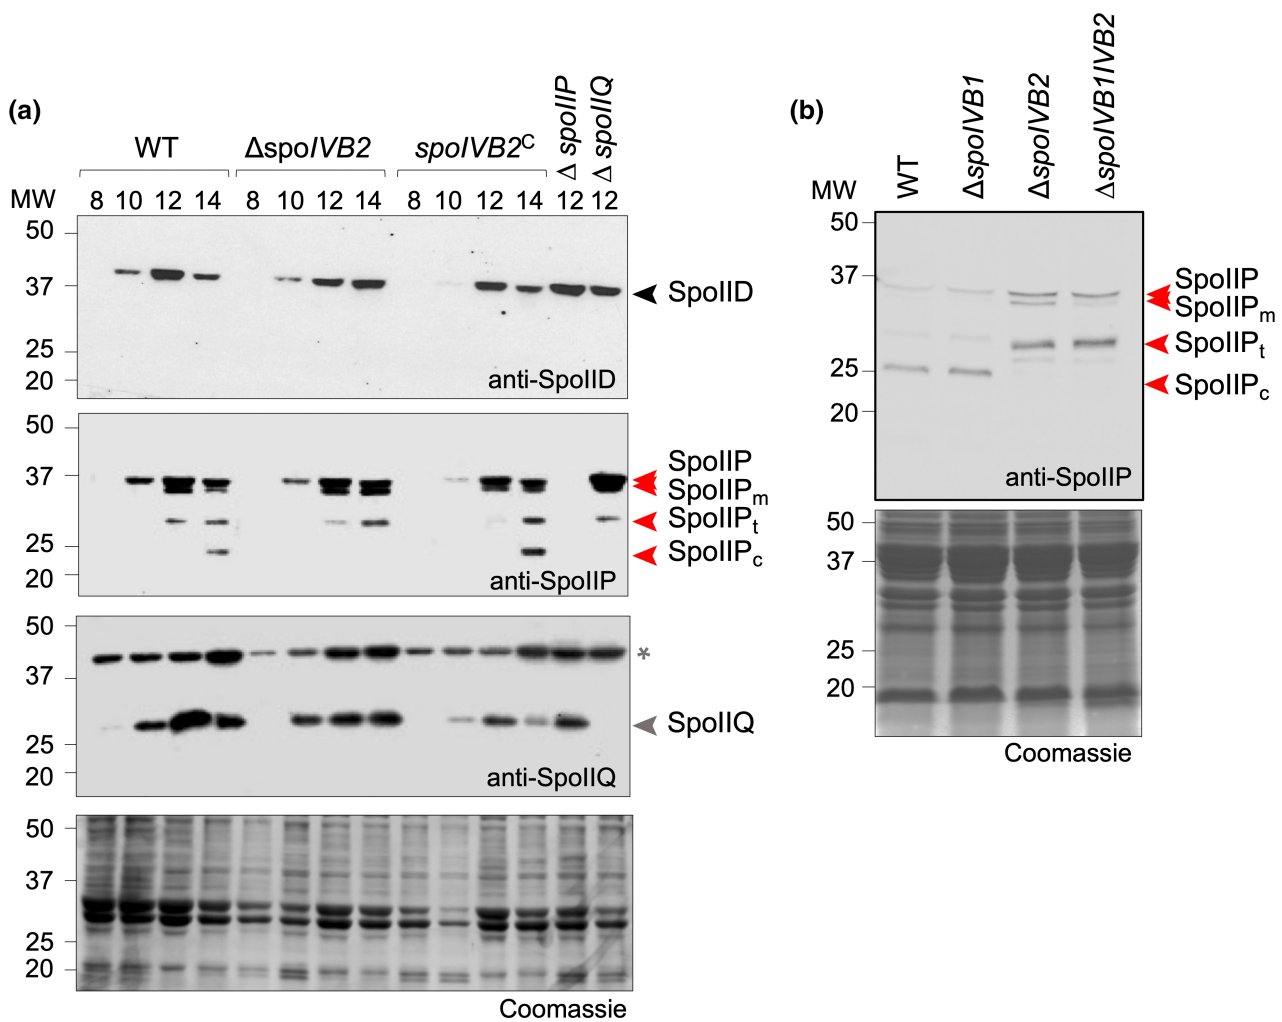 (a)
WT ΔspoIVB2 spoIVB2C Δ spoIIP Δ spoIIQ
MW 8 10 12 14 8 10 12 14 8 10 12 14 12 12
50
37
25
20
SpoIID
anti-SpoIID
50
37
25
20
SpoIIP
SpoIIPm
SpoIIPt
SpoIIPc
anti-SpoIIP
50
37
25
20
*
SpoIIQ
anti-SpoIIQ
50
37
25
20
Coomassie
(b)
WT ΔspoIVB1 ΔspoIVB2 ΔspoIVB1IVB2
MW
50
37
25
20
SpoIIP
SpoIIPm
SpoIIPt
SpoIIPc
anti-SpoIIP
50
37
25
20
Coomassie